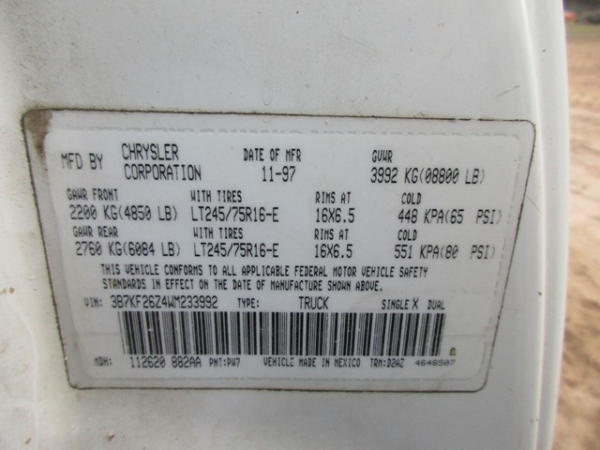 MFD BY CHRYSLER CORPORATION DATE OF MFR 11-97 GVWR 3992 KG(08800 LB)
GAWR FRONT WITH TIRES RIMS AT COLD
2200 KG(4850 LB) LT245/75R16-E 16X6.5 448 KPA(65 PSI)
GAWR REAR WITH TIRES RIMS AT COLD
2760 KG(6084 LB) LT245/75R16-E 16X6.5 551 KPA(80 PSI)
THIS VEHICLE CONFORMS TO ALL APPLICABLE FEDERAL MOTOR VEHICLE SAFETY
STANDARDS IN EFFECT ON THE DATE OF MANUFACTURE SHOWN ABOVE.
VIN: 3B7KF26Z4WM233992 TYPE: TRUCK SINGLE X DUAL
MDH: 112620 882AA PNT:PW7 VEHICLE MADE IN MEXICO TRN:D2AZ 4648507